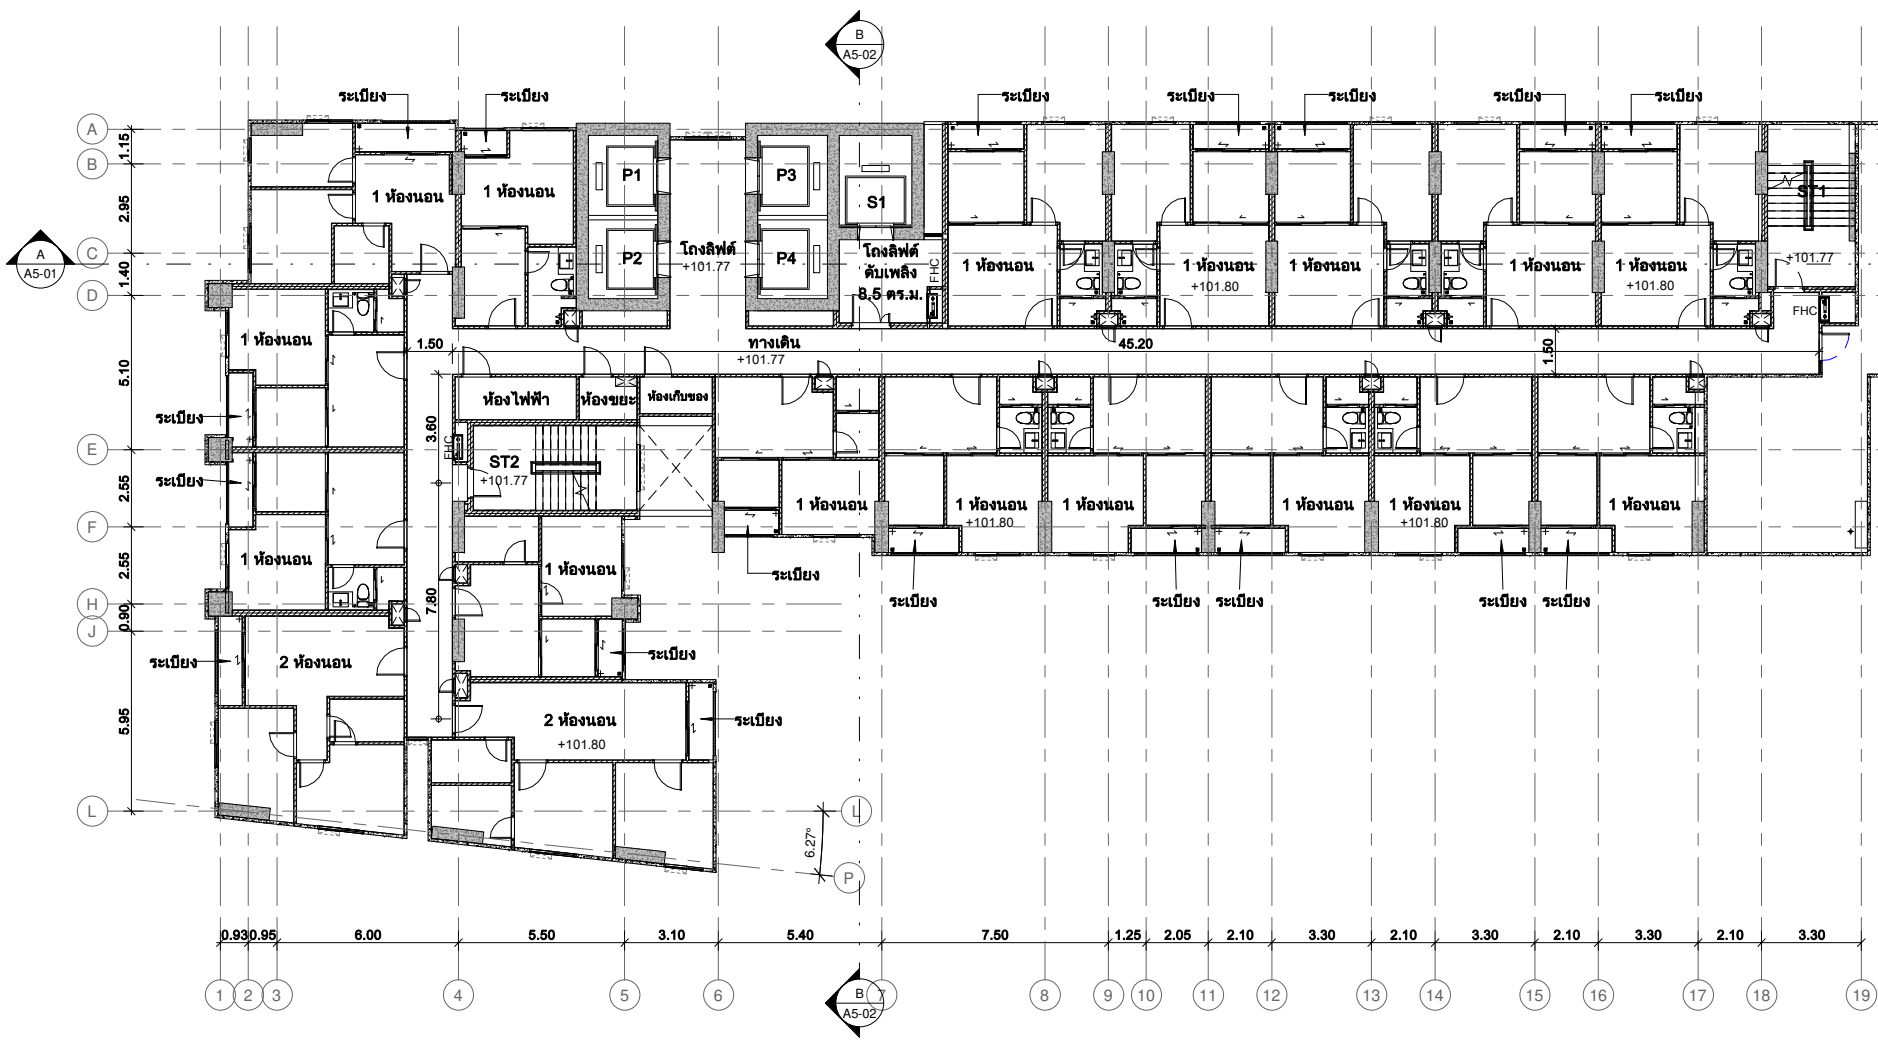 B
A5-02
ระเบียง
ระเบียง
ระเบียง
ระเบียง
ระเบียง
ระเบียง
ระเบียง
A
B
C
D
E
F
H
J
L
1.15
2.95
1.40
5.10
2.55
2.55
0.90
5.95
A
A5-01
1 ห้องนอน
1 ห้องนอน
P1
P2
P3
P4
S1
ST1
โถงลิฟต์
+101.77
โถงลิฟต์
ดับเพลิง
8.5 ตร.ม.
FHC
1 ห้องนอน
1 ห้องนอน
+101.80
1 ห้องนอน
1 ห้องนอน
1 ห้องนอน
+101.80
+101.77
FHC
1 ห้องนอน
1.50
ทางเดิน
+101.77
45.20
1.50
ระเบียง
ห้องไฟฟ้า
ห้องขยะ
ห้องเก็บของ
3.60
FHC
ST2
+101.77
ระเบียง
1 ห้องนอน
1 ห้องนอน
+101.80
1 ห้องนอน
1 ห้องนอน
1 ห้องนอน
+101.80
1 ห้องนอน
1 ห้องนอน
1 ห้องนอน
ระเบียง
ระเบียง
ระเบียง
ระเบียง
ระเบียง
ระเบียง
7.80
ระเบียง
2 ห้องนอน
ระเบียง
2 ห้องนอน
+101.80
ระเบียง
L
6.27°
P
0.93
0.95
6.00
5.50
3.10
5.40
7.50
1.25
2.05
2.10
3.30
2.10
3.30
2.10
3.30
2.10
3.30
1
2
3
4
5
6
B
A5-02
7
8
9
10
11
12
13
14
15
16
17
18
19